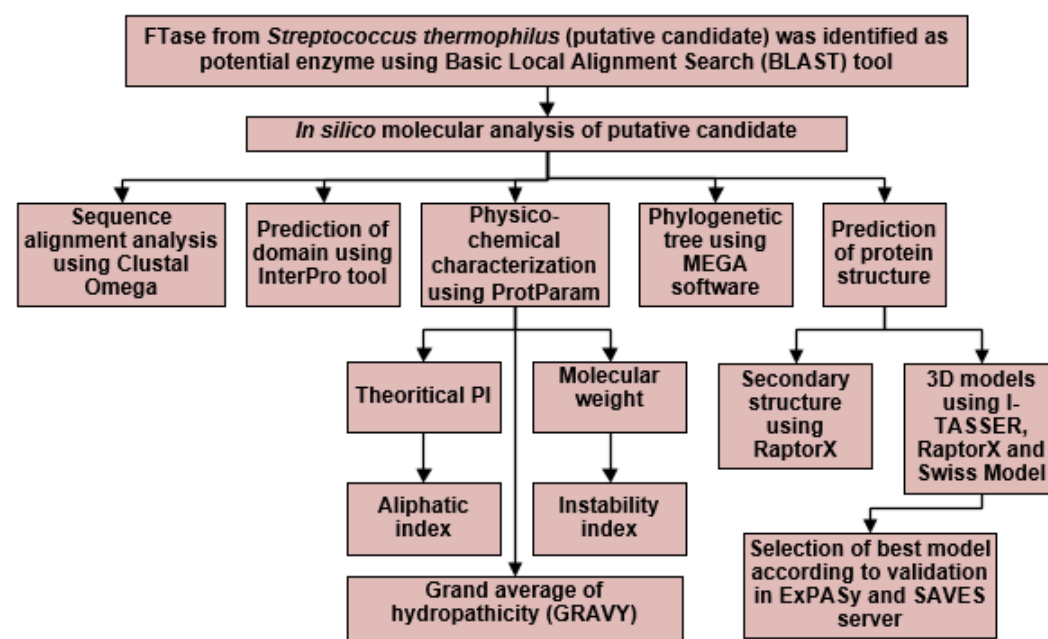 FTase from Streptococcus thermophilus (putative candidate) was identified as
potential enzyme using Basic Local Alignment Search (BLAST) tool
In silico molecular analysis of putative candidate
Sequence
alignment analysis
using Clustal
Omega
Prediction of
domain using
InterPro tool
Physico-
chemical
characterization
using ProtParam
Phylogenetic
tree using
MEGA
software
Prediction
of protein
structure
Theoritical PI
Molecular
weight
Secondary
structure
using
RaptorX
3D models
using I-
TASSER,
RaptorX and
Swiss Model
Aliphatic
index
Instability
index
Grand average of
hydropathicity (GRAVY)
Selection of best model
according to validation
in ExPASy and SAVES
server